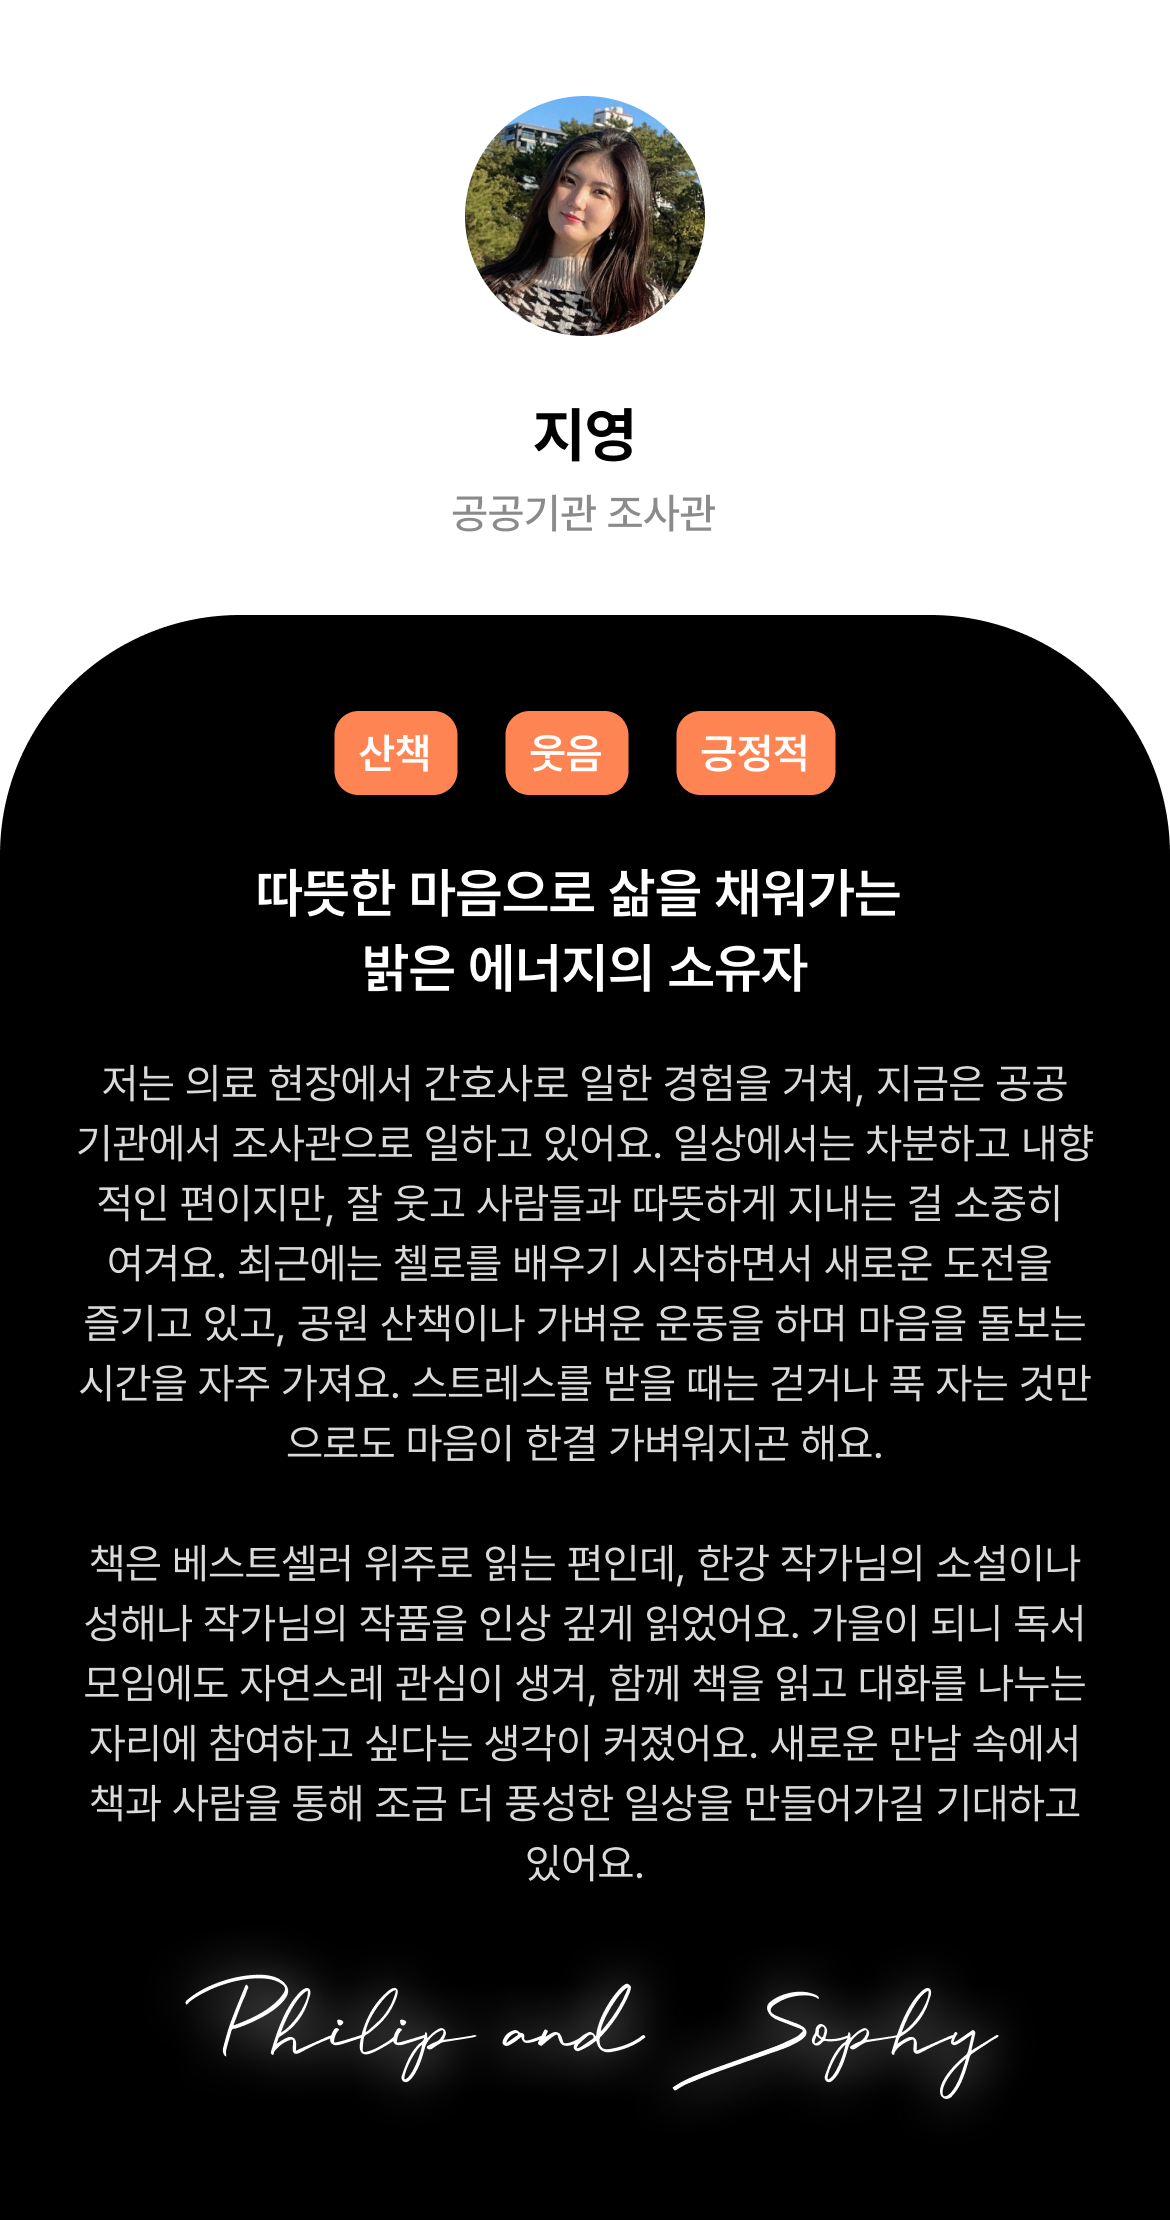 지영
공공기관 조사관
산책 웃음 긍정적
따뜻한 마음으로 삶을 채워가는
밝은 에너지의 소유자
저는 의료 현장에서 간호사로 일한 경험을 거쳐, 지금은 공공
기관에서 조사관으로 일하고 있어요. 일상에서는 차분하고 내향
적인 편이지만, 잘 웃고 사람들과 따뜻하게 지내는 걸 소중히
여겨요. 최근에는 첼로를 배우기 시작하면서 새로운 도전을
즐기고 있고, 공원 산책이나 가벼운 운동을 하며 마음을 돌보는
시간을 자주 가져요. 스트레스를 받을 때는 걷거나 푹 자는 것만
으로도 마음이 한결 가벼워지곤 해요.
책은 베스트셀러 위주로 읽는 편인데, 한강 작가님의 소설이나
성해나 작가님의 작품을 인상 깊게 읽었어요. 가을이 되니 독서
모임에도 자연스레 관심이 생겨, 함께 책을 읽고 대화를 나누는
자리에 참여하고 싶다는 생각이 커졌어요. 새로운 만남 속에서
책과 사람을 통해 조금 더 풍성한 일상을 만들어가길 기대하고
있어요.
Philip and Sophy